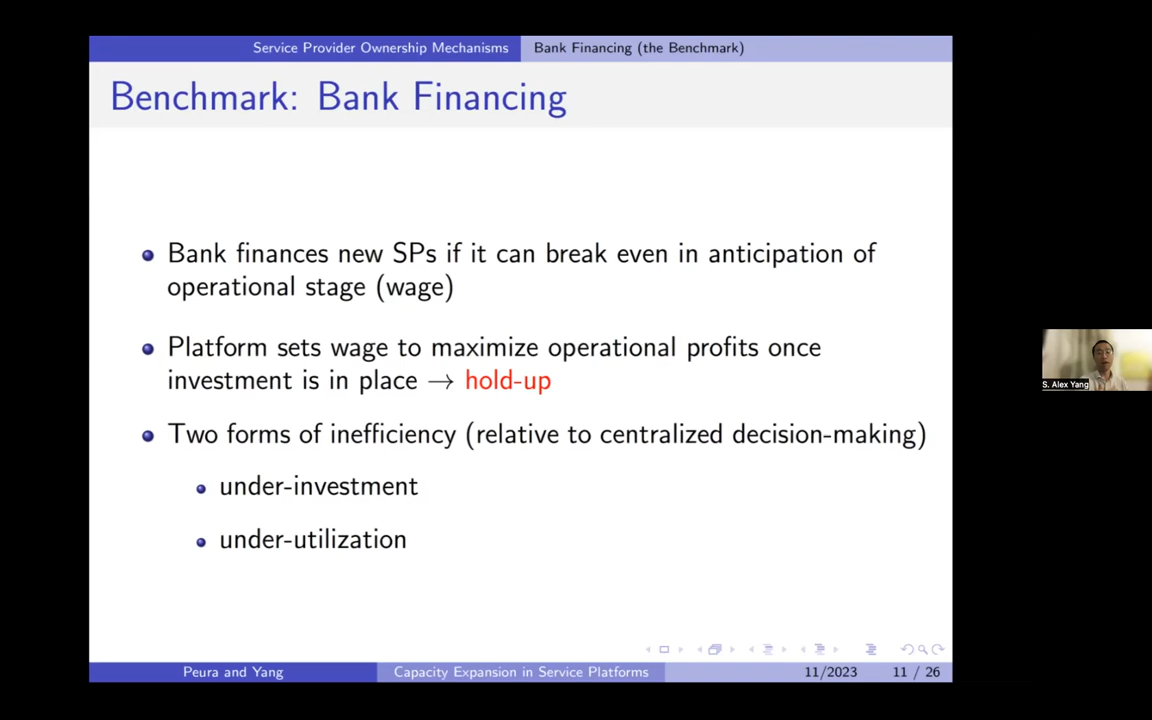 Service Provider Ownership Mechanisms
Bank Financing (the Benchmark)
Benchmark: Bank Financing
Bank finances new SPs if it can break even in anticipation of
operational stage (wage)
Platform sets wage to maximize operational profits once
investment is in place → hold-up
Two forms of inefficiency (relative to centralized decision-making)
under-investment
under-utilization
S. Alex Yang
Peura and Yang
Capacity Expansion in Service Platforms
11/2023
11 / 26